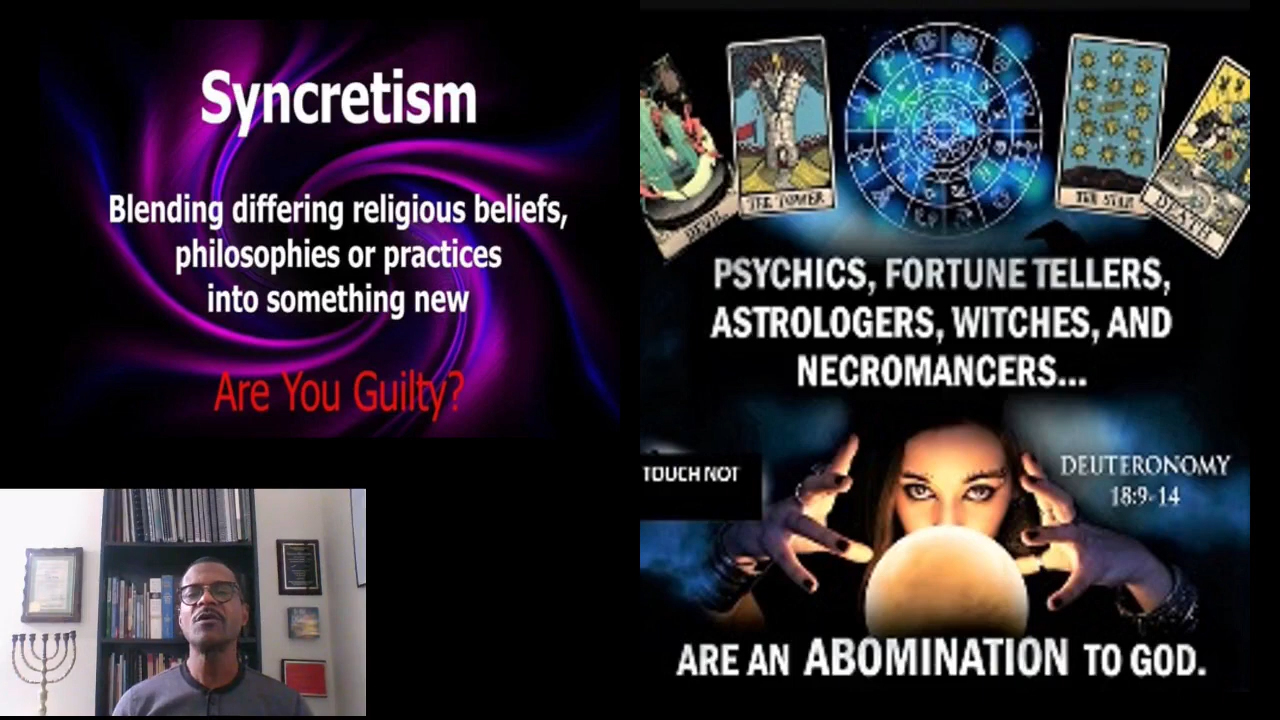 Syncretism
Blending differing religious beliefs,
philosophies or practices
into something new
Are You Guilty?
THE TOWER
THE STAR
DEATH
PSYCHICS, FORTUNE TELLERS,
ASTROLOGERS, WITCHES, AND
NECROMANCERS...
TOUCH NOT
DEUTERONOMY
18:9-14
ARE AN ABOMINATION TO GOD.